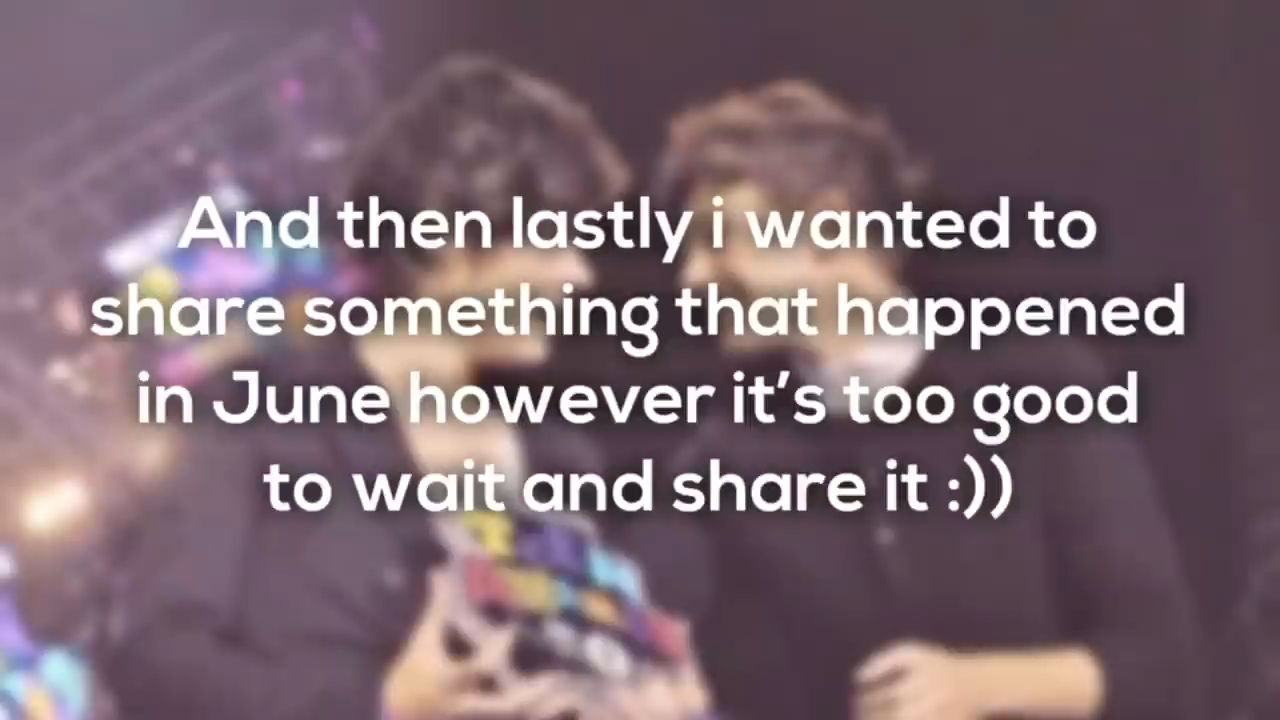 And then lastly i wanted to
share something that happened
in June however it's too good
to wait and share it :))